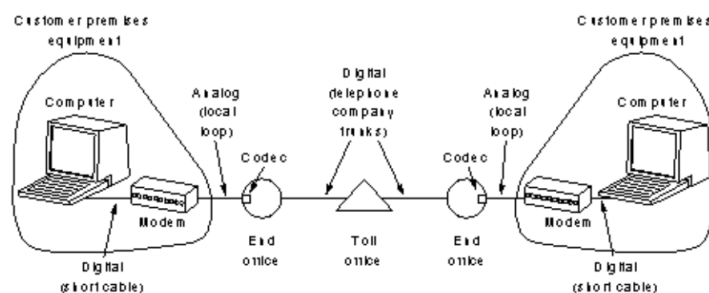 Customer premises
equipment
Computer
Modem
Digital
(short cable)
Analog
(local
loop)
Codec
End
office
Digital
(telephone
company
trunks)
Toll
office
Codec
End
office
Analog
(local
loop)
Customer premises
equipment
Computer
Modem
Digital
(short cable)